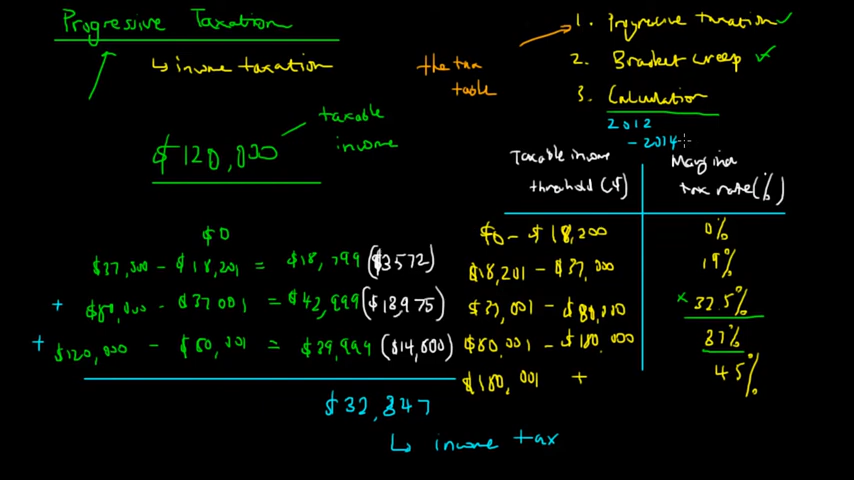 Progressive Taxation
↳ income taxation
the tax
table
1. Progressive taxation ✓
2. Bracket creep ✓
3. Calculation
2012
- 2014
$120,000
taxable
income
Taxable income
threshold ($)
Marginal
tax rate (%)
$0
$37,000 - $18,201 = $18,799 ($3572)
+ $80,000 - $37001 = $42,999 ($13,975)
+ $120,000 - $80,001 = $39,999 ($14,800)
$32,347
↳ income tax
$0 - $18,200 0%
$18,201 - $37,000 19%
$37,001 - $80,000 × 32.5%
$80,001 - $180,000 37%
$180,001 + 45%